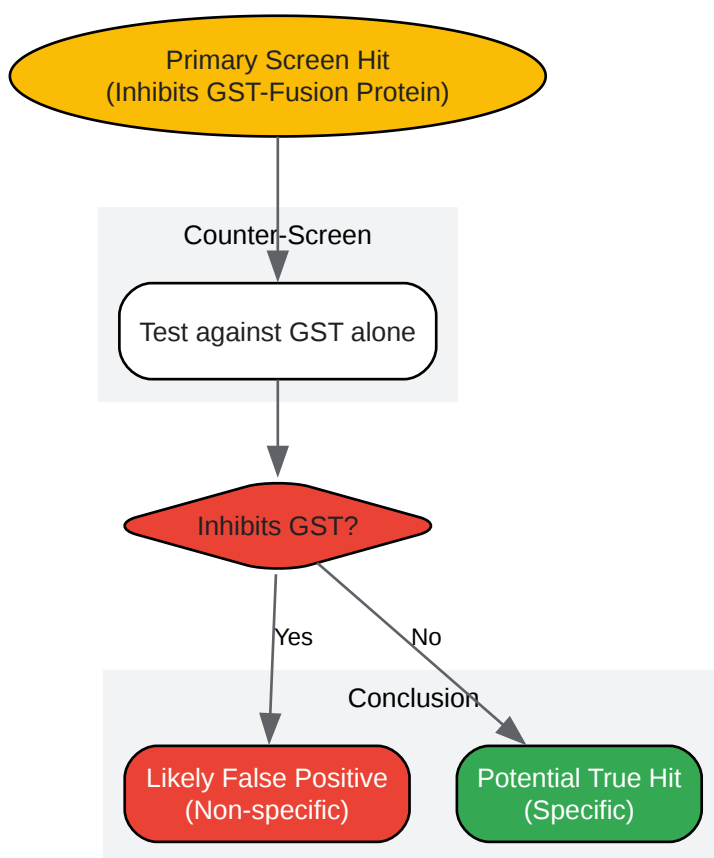 Primary Screen Hit
(Inhibits GST-Fusion Protein)
Counter-Screen
Test against GST alone
Inhibits GST?
Yes
No
Conclusion
Likely False Positive
(Non-specific)
Potential True Hit
(Specific)